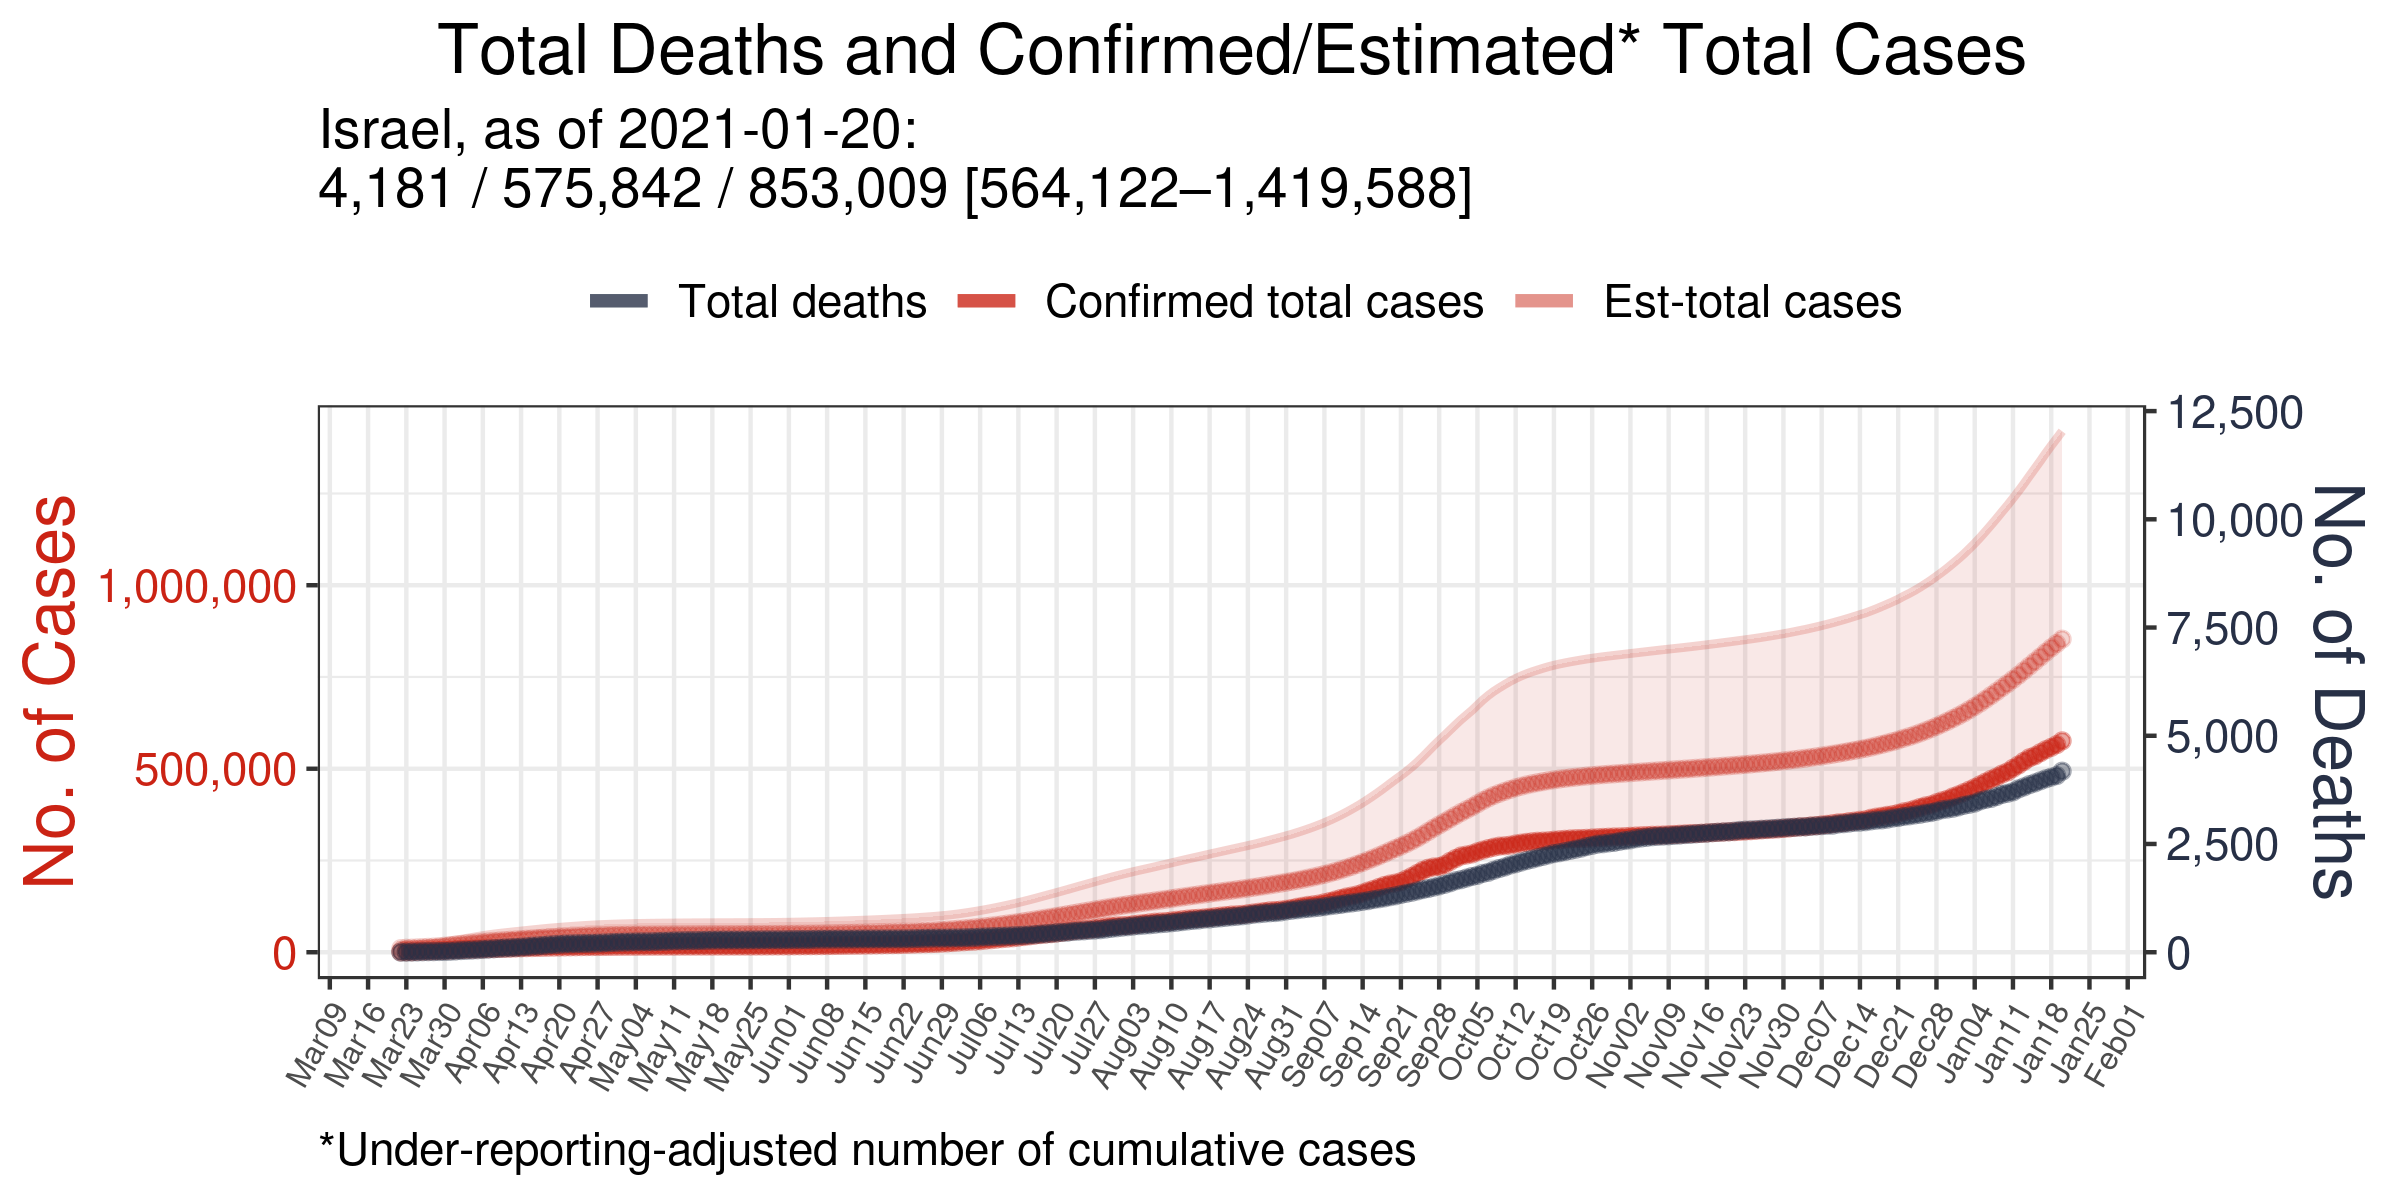 Total Deaths and Confirmed/Estimated* Total Cases
Israel, as of 2021-01-20:
4,181 / 575,842 / 853,009 [564,122–1,419,588]
Total deaths
Confirmed total cases
Est-total cases
No. of Cases
1,000,000
500,000
0
12,500
10,000
7,500
5,000
2,500
0
No. of Deaths
Mar09
Mar16
Mar23
Mar30
Apr06
Apr13
Apr20
Apr27
May04
May11
May18
May25
Jun01
Jun08
Jun15
Jun22
Jun29
Jul06
Jul13
Jul20
Jul27
Aug03
Aug10
Aug17
Aug24
Aug31
Sep07
Sep14
Sep21
Sep28
Oct05
Oct12
Oct19
Oct26
Nov02
Nov09
Nov16
Nov23
Nov30
Dec07
Dec14
Dec21
Dec28
Jan04
Jan11
Jan18
Jan25
Feb01
*Under-reporting-adjusted number of cumulative cases